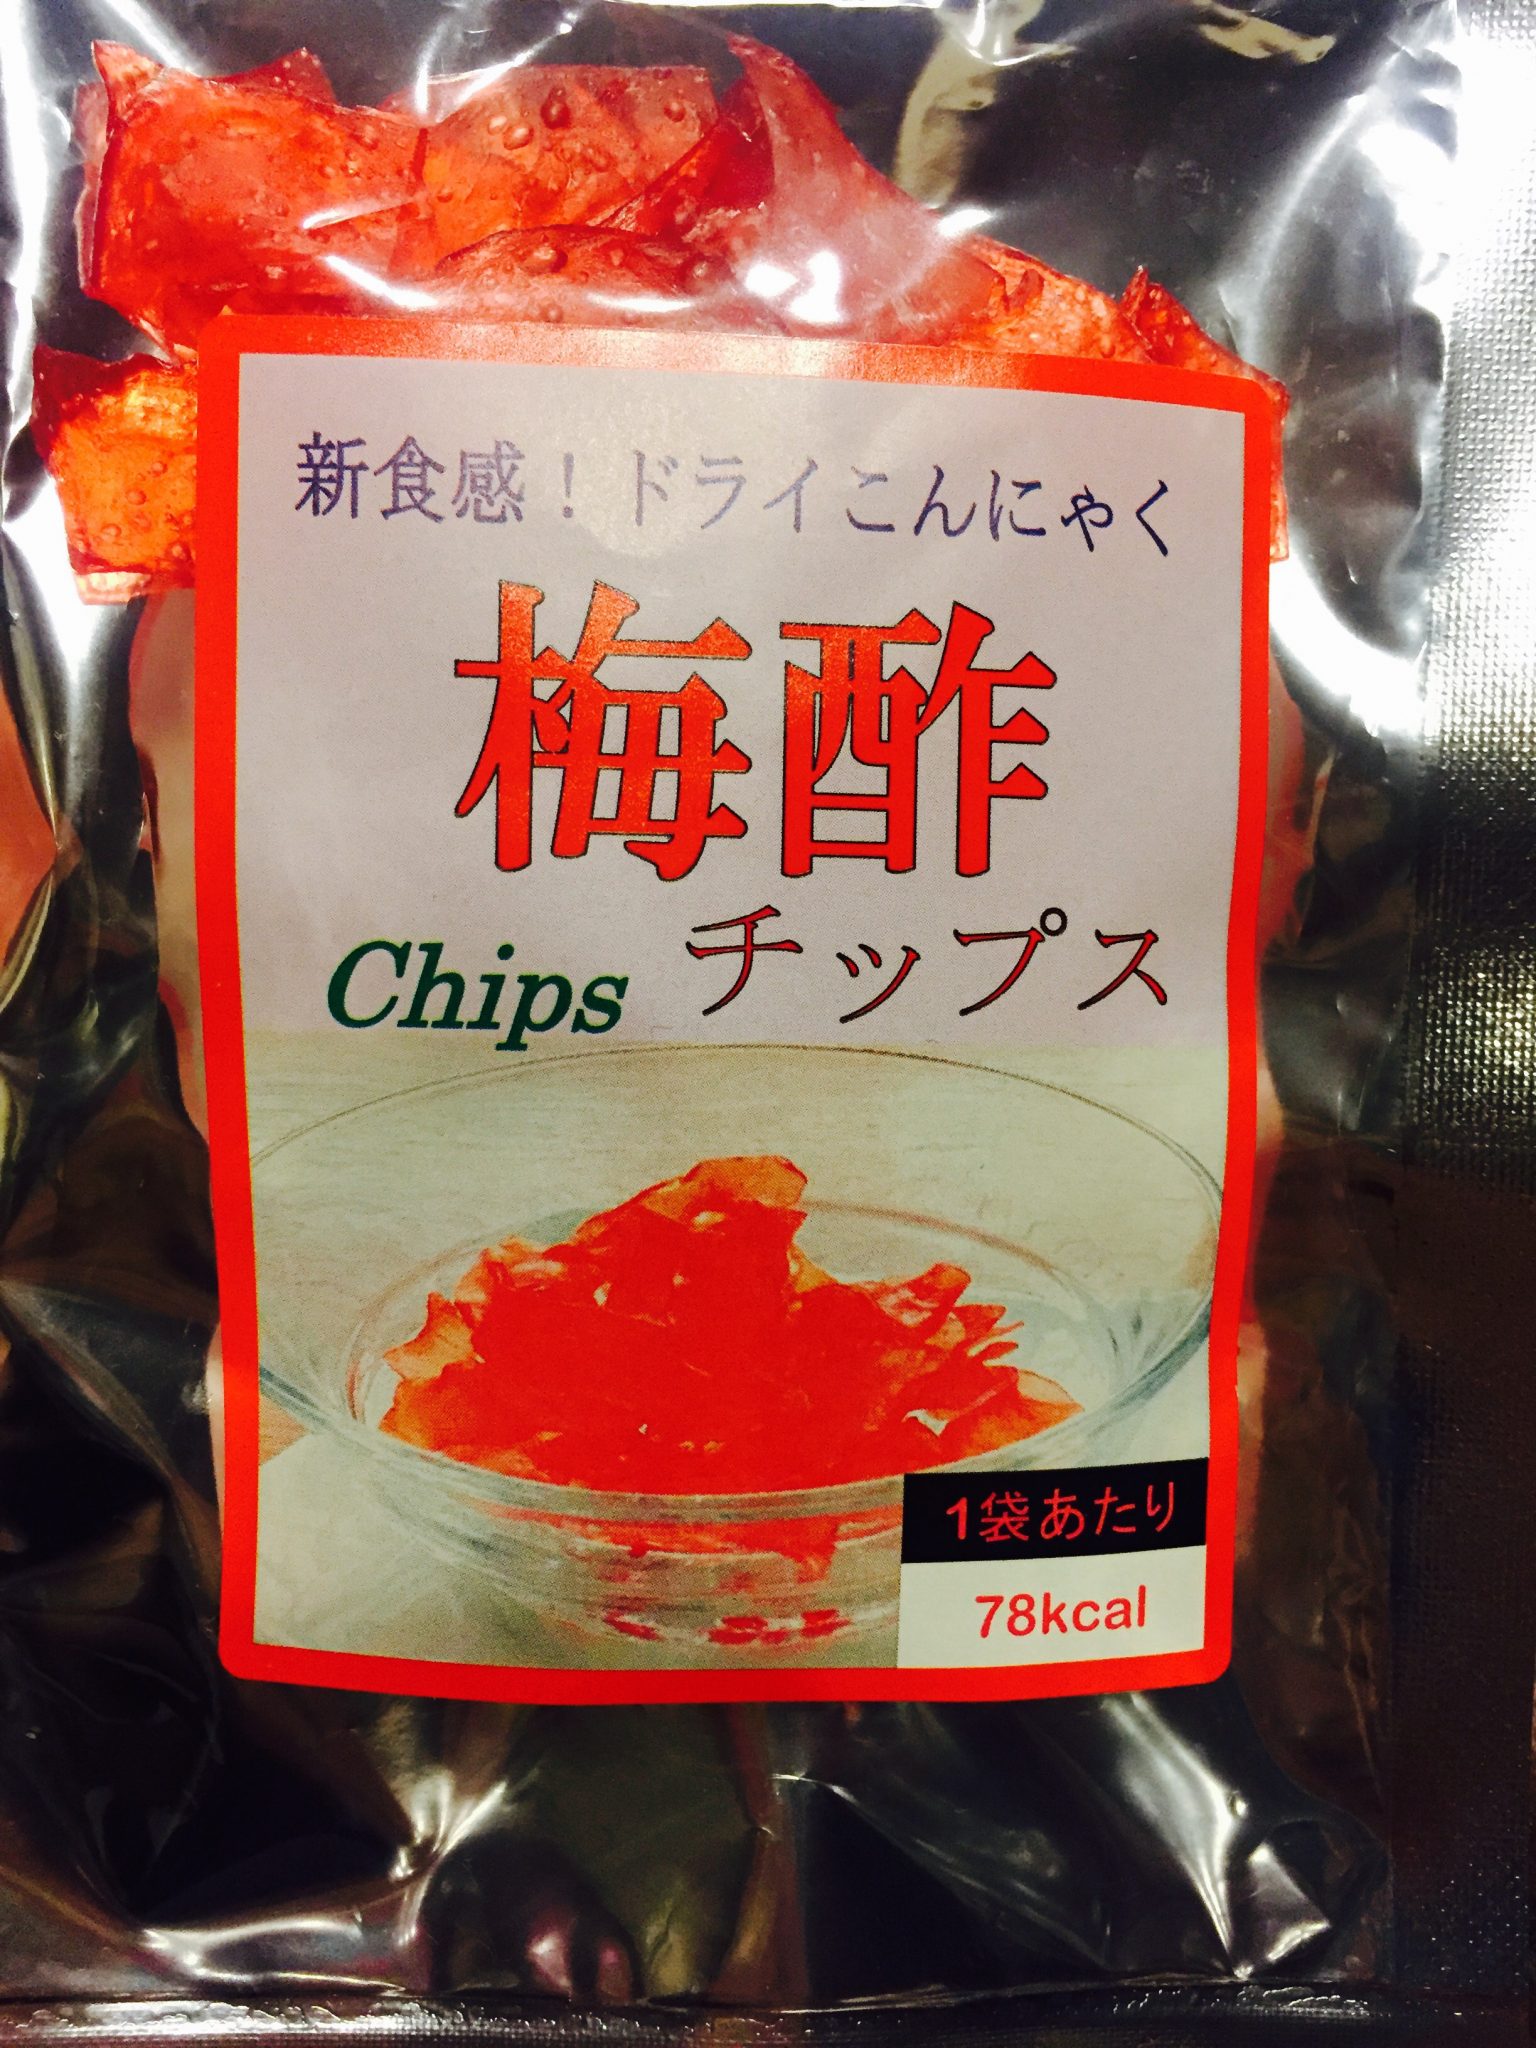 新食感！ドライこんにゃく
梅酢
Chips チップス
1袋あたり
78kcal